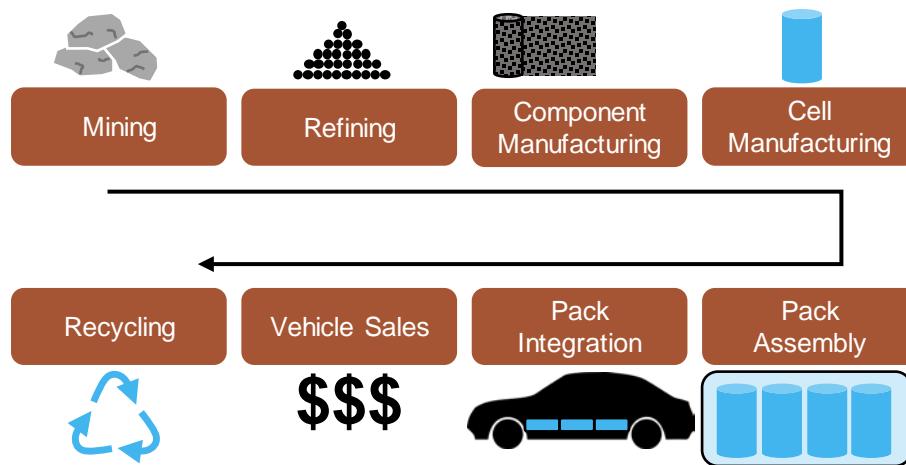 Mining
Refining
Component
Manufacturing
Cell
Manufacturing
Recycling
Vehicle Sales
Pack
Integration
Pack
Assembly
$$$